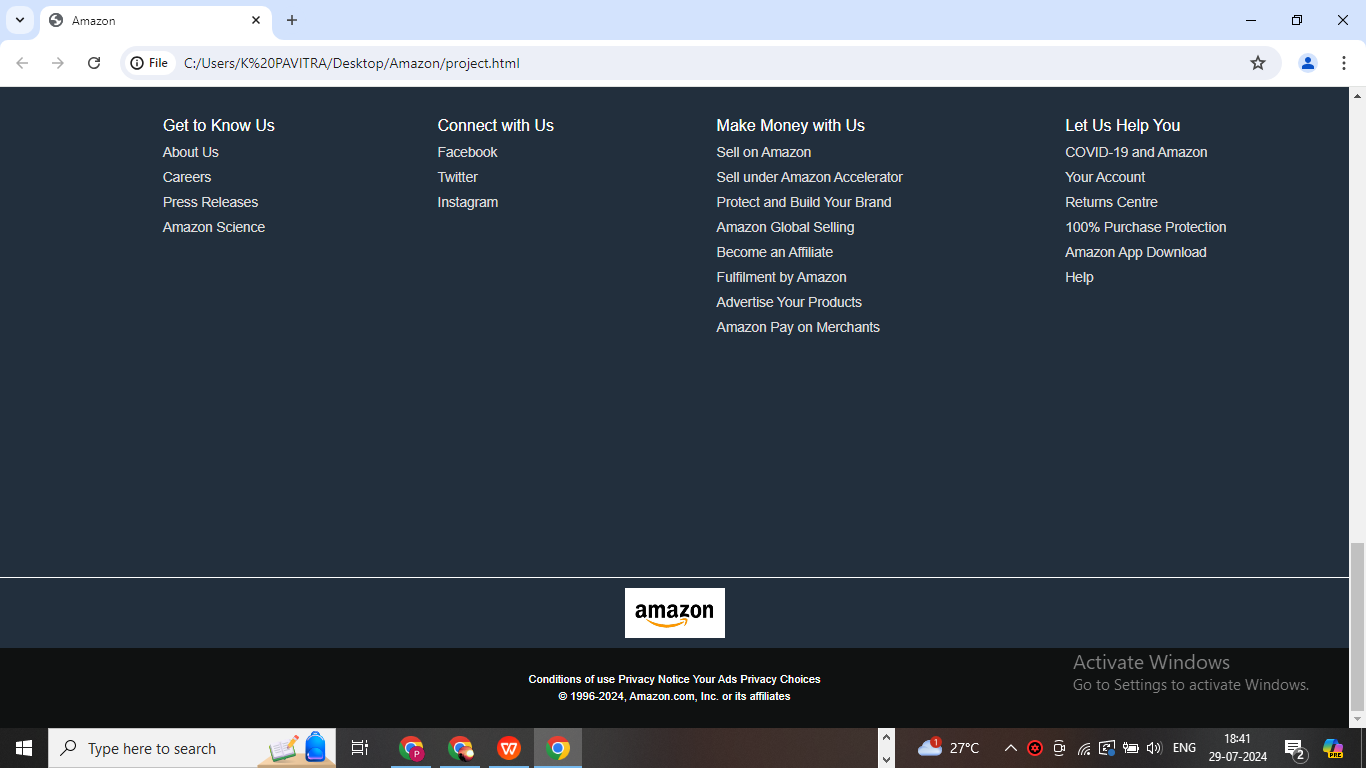 Amazon
File
C:/Users/K%20PAVITRA/Desktop/Amazon/project.html
Get to Know Us
About Us
Careers
Press Releases
Amazon Science
Connect with Us
Facebook
Twitter
Instagram
Make Money with Us
Sell on Amazon
Sell under Amazon Accelerator
Protect and Build Your Brand
Amazon Global Selling
Become an Affiliate
Fulfilment by Amazon
Advertise Your Products
Amazon Pay on Merchants
Let Us Help You
COVID-19 and Amazon
Your Account
Returns Centre
100% Purchase Protection
Amazon App Download
Help
amazon
Conditions of use Privacy Notice Your Ads Privacy Choices
© 1996-2024, Amazon.com, Inc. or its affiliates
Activate Windows
Go to Settings to activate Windows.
Type here to search
P
W
1
27°C
ENG
18:41
29-07-2024
2
PRE